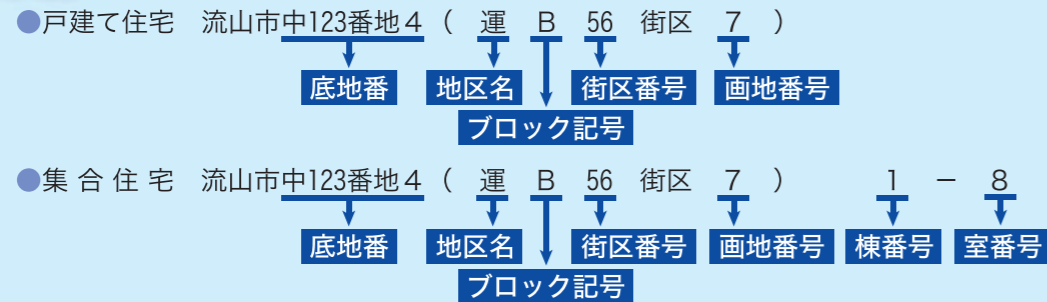 ●戸建て住宅　流山市中123番地4（　運　B　56　街区　7　）
底地番　地区名　街区番号　画地番号
ブロック記号
●集合住宅　流山市中123番地4（　運　B　56　街区　7　）　1　－　8
底地番　地区名　街区番号　画地番号　棟番号　室番号
ブロック記号